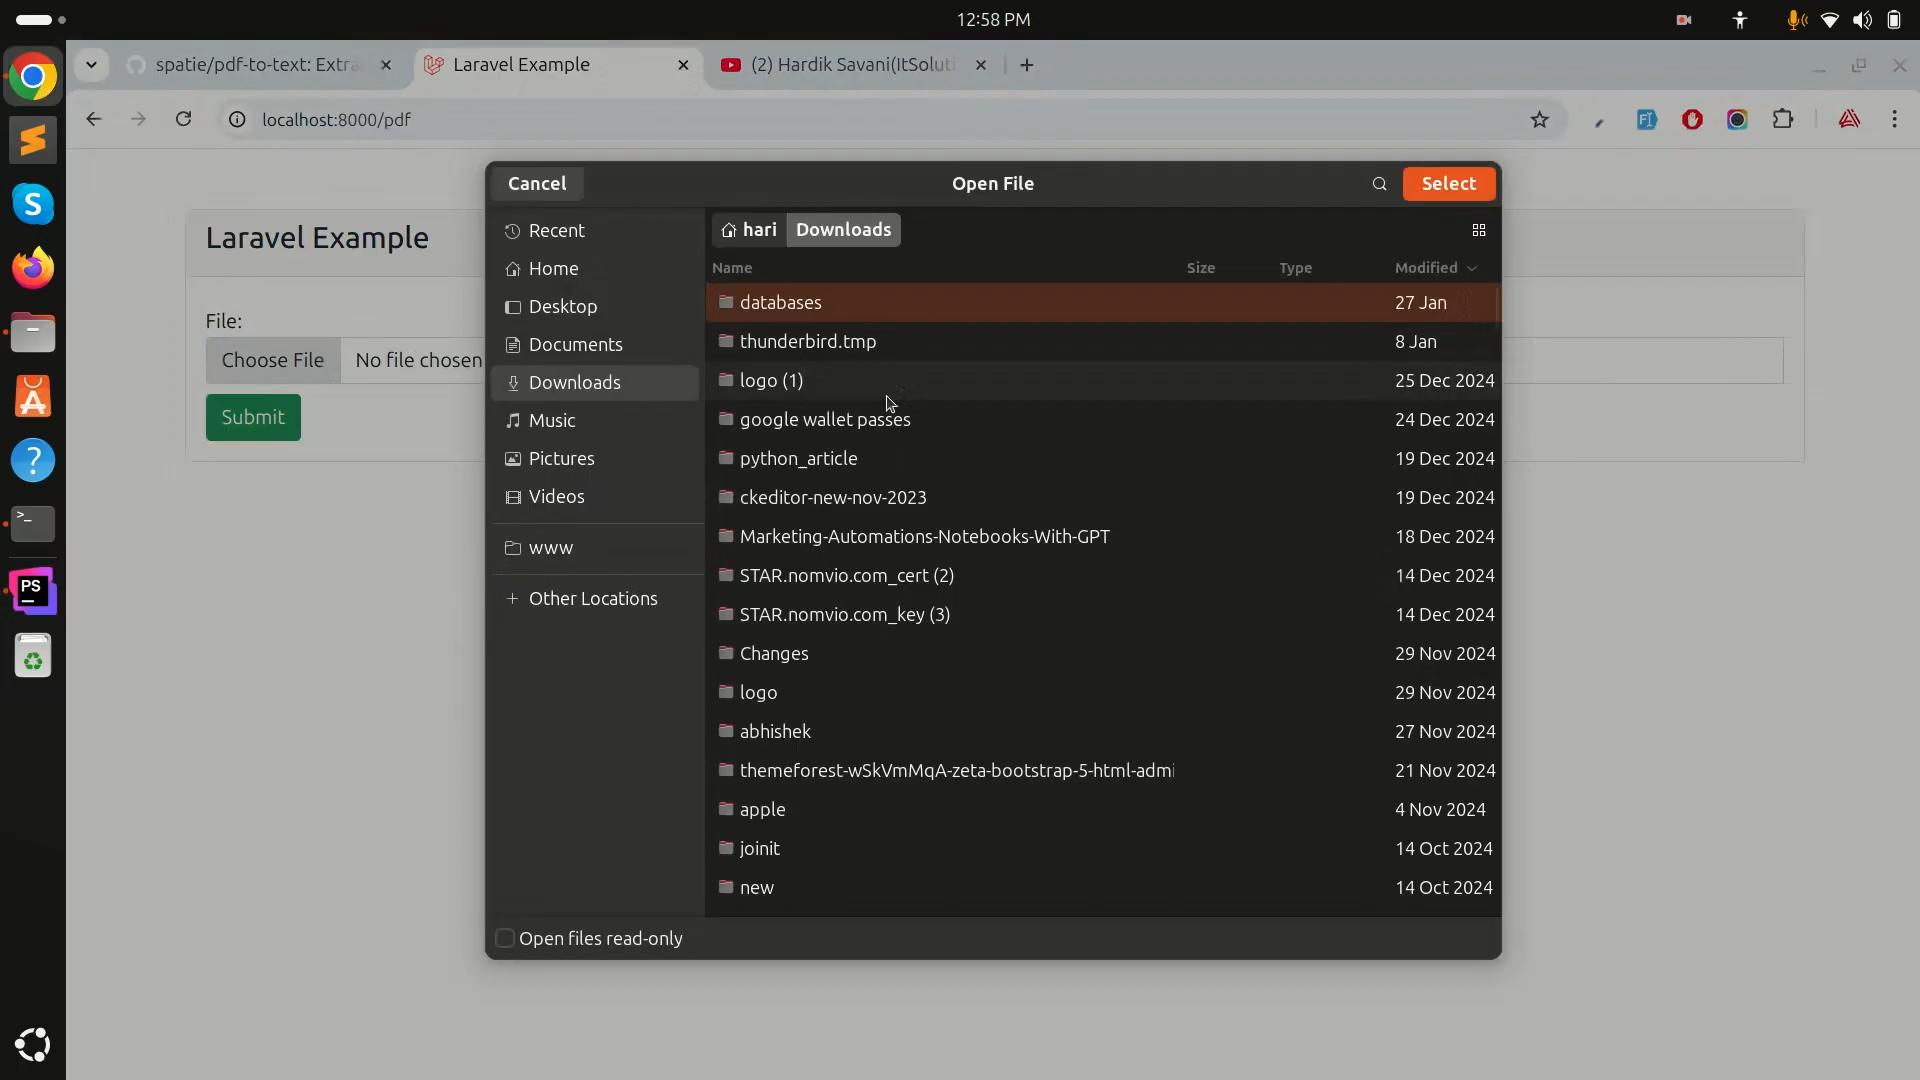 12:58 PM
spatie/pdf-to-text: Extra
Laravel Example
(2) Hardik Savani(ItSoluti
localhost:8000/pdf
Laravel Example
File:
Choose File
No file chosen
Submit
Cancel
Open File
Select
Recent
Home
Desktop
Documents
Downloads
Music
Pictures
Videos
www
Other Locations
hari
Downloads
Name Size Type Modified
databases 27 Jan
thunderbird.tmp 8 Jan
logo (1) 25 Dec 2024
google wallet passes 24 Dec 2024
python_article 19 Dec 2024
ckeditor-new-nov-2023 19 Dec 2024
Marketing-Automations-Notebooks-With-GPT 18 Dec 2024
STAR.nomvio.com_cert (2) 14 Dec 2024
STAR.nomvio.com_key (3) 14 Dec 2024
Changes 29 Nov 2024
logo 29 Nov 2024
abhishek 27 Nov 2024
themeforest-wSkVmMqA-zeta-bootstrap-5-html-admi 21 Nov 2024
apple 4 Nov 2024
joinit 14 Oct 2024
new 14 Oct 2024
Open files read-only
S
A
?
>_
PS